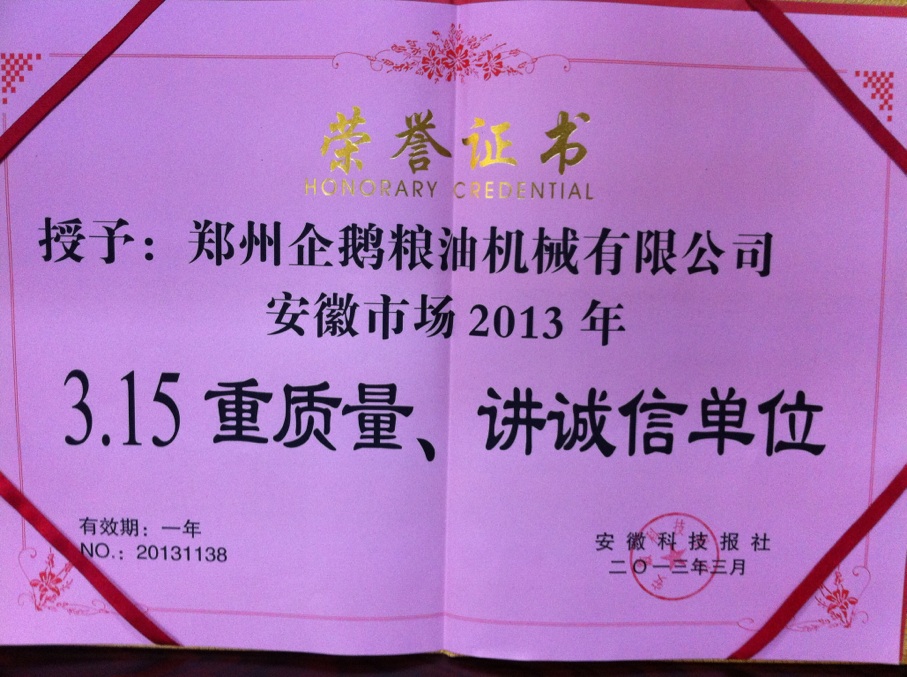 荣誉证书
HONORARY CREDENTIAL
授予：郑州企鹅粮油机械有限公司
安徽市场2013年
3.15重质量、讲诚信单位
有效期：一年
NO.：20131138
安徽科技报社
二〇一三年三月